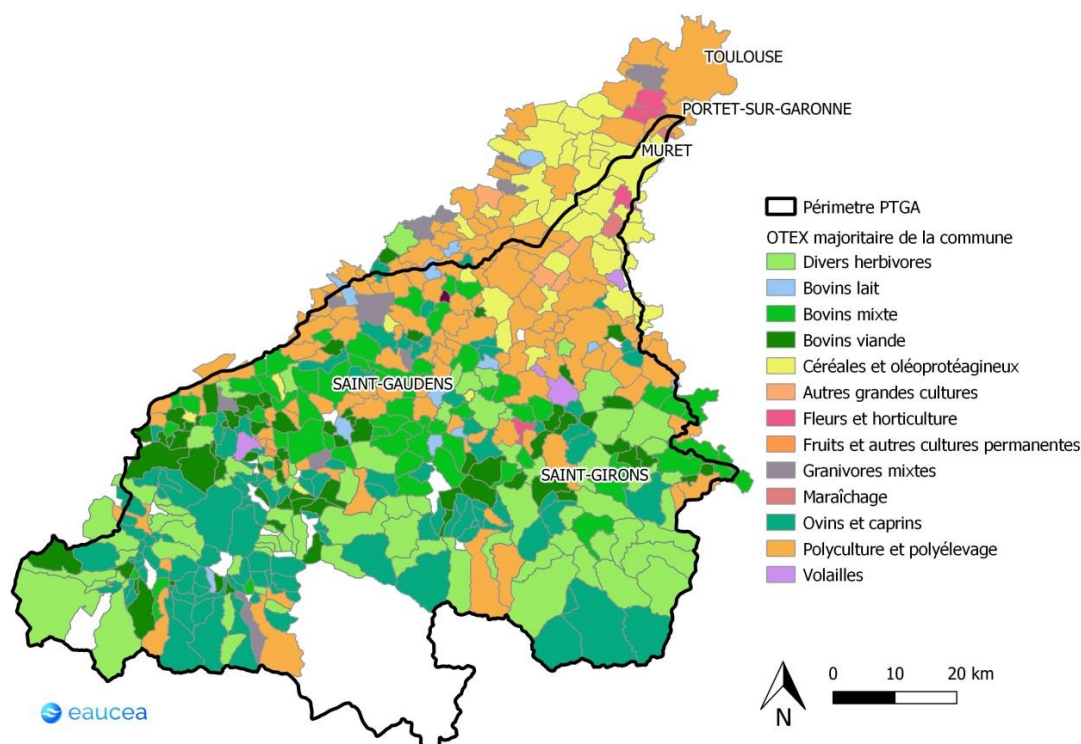 TOULOUSE
PORTET-SUR-GARONNE
MURET
SAINT-GAUDENS
SAINT-GIRONS
Périmetre PTGA
OTEX majoritaire de la commune
Divers herbivores
Bovins lait
Bovins mixte
Bovins viande
Céréales et oléoprotéagineux
Autres grandes cultures
Fleurs et horticulture
Fruits et autres cultures permanentes
Granivores mixtes
Maraîchage
Ovins et caprins
Polyculture et polyélevage
Volailles
0 10 20 km
N
eaucea